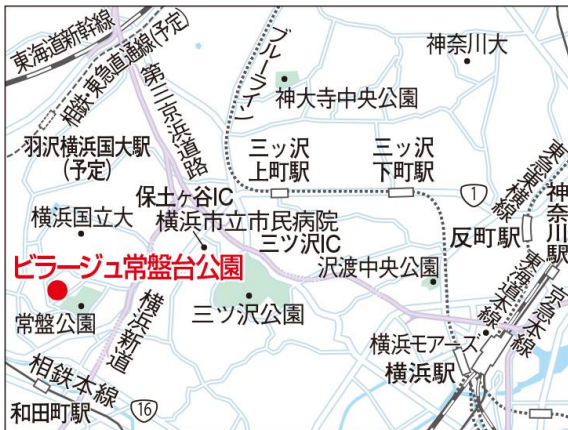 東海道新幹線
相鉄・東急直通線(予定)
第三京浜道路
ブルーライン
神奈川大
神大寺中央公園
羽沢横浜国大駅
(予定)
三ッ沢
上町駅
三ッ沢
下町駅
保土ヶ谷IC
横浜国立大
横浜市立市民病院
三ツ沢IC
1
東急東横線
神奈川駅
反町駅
ビラージュ常盤台公園
沢渡中央公園
東海道本線
京急本線
常盤公園
横浜新道
三ツ沢公園
横浜モアーズ
横浜駅
相鉄本線
和田町駅
16